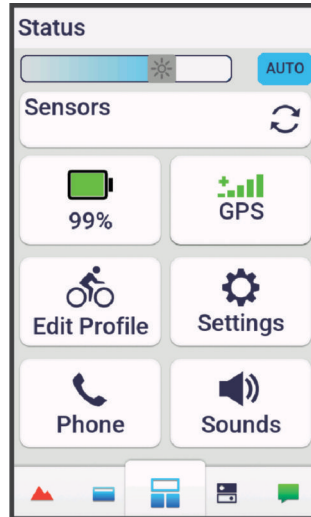 Status
AUTO
Sensors
99%
GPS
Edit Profile
Settings
Phone
Sounds